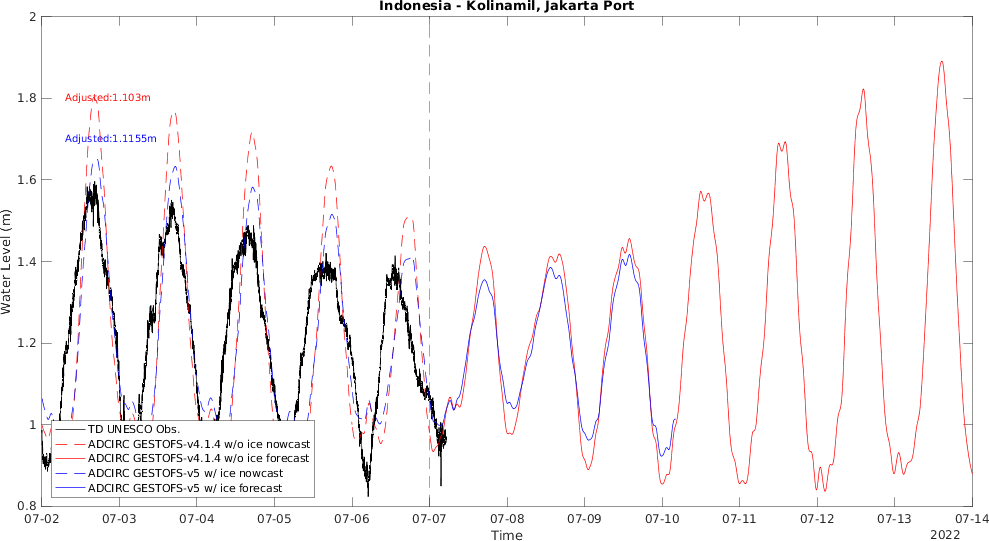 Indonesia - Kolinamil, Jakarta Port
2
1.8
1.6
1.4
1.2
1
0.8
Water Level (m)
Adjusted:1.103m
Adjusted:1.1155m
TD UNESCO Obs.
ADCIRC GESTOFS-v4.1.4 w/o ice nowcast
ADCIRC GESTOFS-v4.1.4 w/o ice forecast
ADCIRC GESTOFS-v5 w/ ice nowcast
ADCIRC GESTOFS-v5 w/ ice forecast
07-02 07-03 07-04 07-05 07-06 07-07 07-08 07-09 07-10 07-11 07-12 07-13 07-14
Time
2022